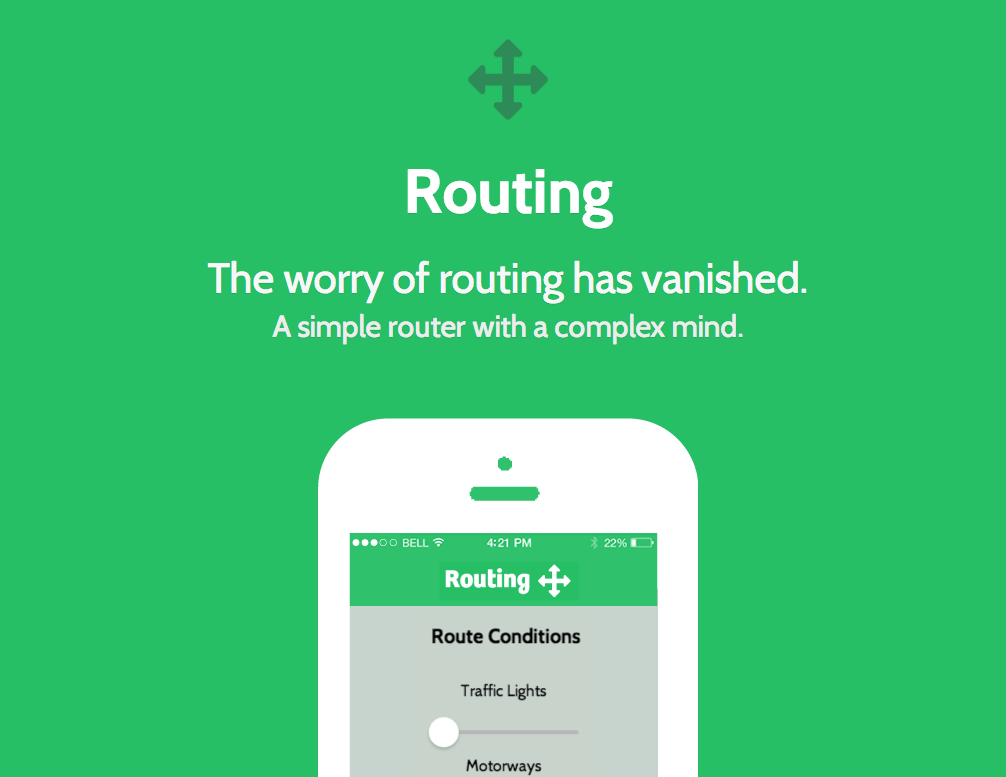 Routing
The worry of routing has vanished.
A simple router with a complex mind.
BELL 4:21 PM 22%
Routing
Route Conditions
Traffic Lights
Motorways